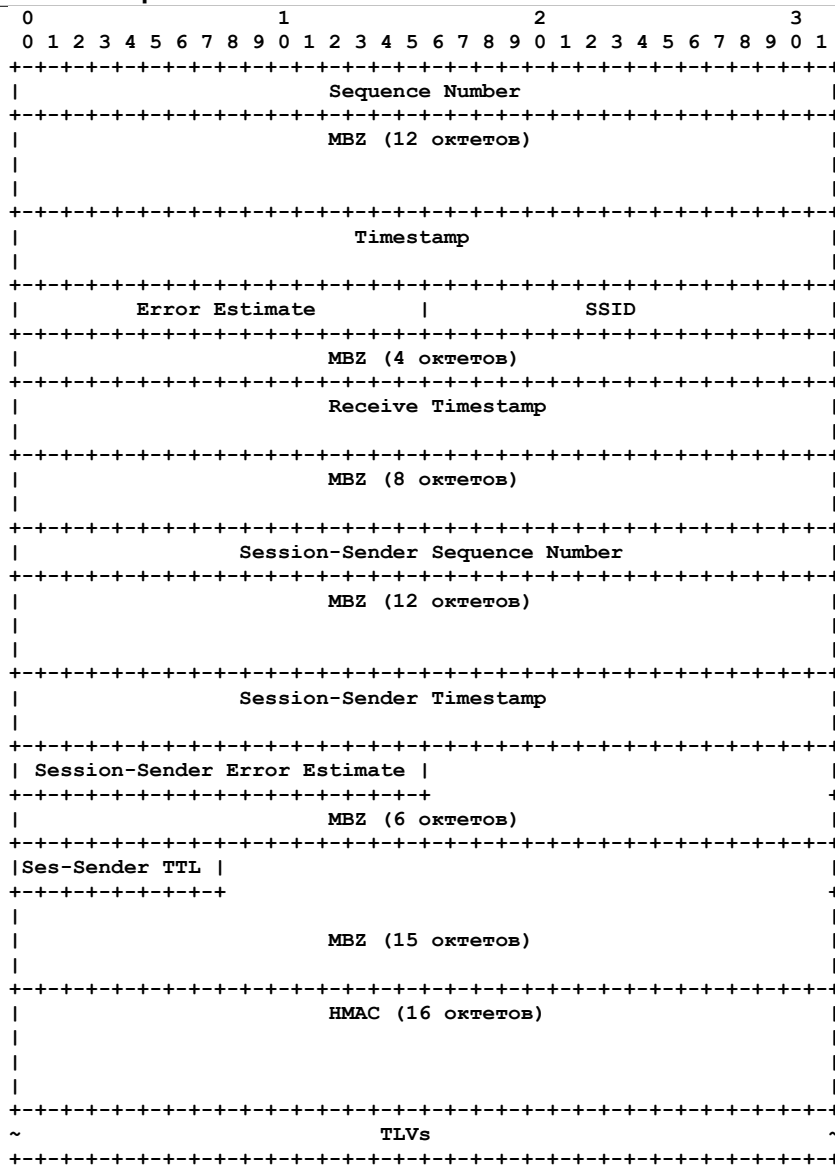 0                   1                   2                   3
0 1 2 3 4 5 6 7 8 9 0 1 2 3 4 5 6 7 8 9 0 1 2 3 4 5 6 7 8 9 0 1
Sequence Number
MBZ (12 октетов)
Timestamp
Error Estimate | SSID
MBZ (4 октетов)
Receive Timestamp
MBZ (8 октетов)
Session-Sender Sequence Number
MBZ (12 октетов)
Session-Sender Timestamp
Session-Sender Error Estimate
MBZ (6 октетов)
Ses-Sender TTL
MBZ (15 октетов)
HMAC (16 октетов)
~ TLVs ~